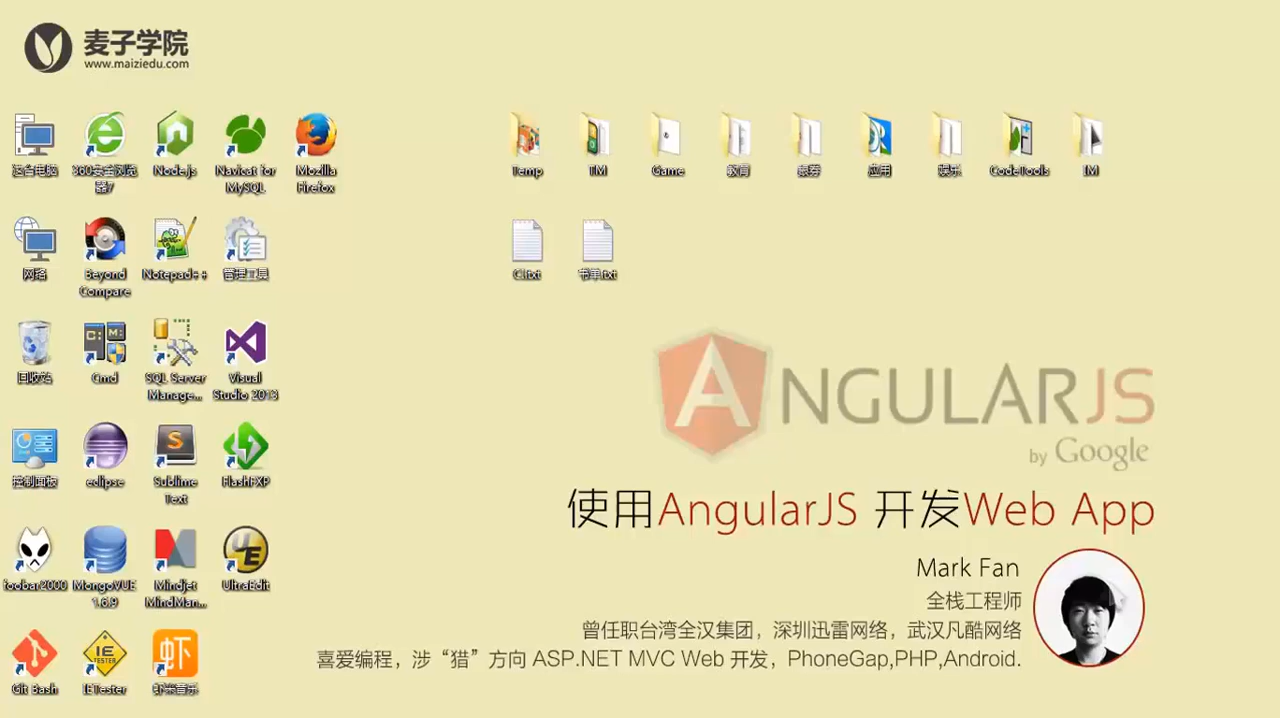 麦子学院
www.maiziedu.com
这台电脑
360安全浏览
器7
Node.js
Navicat for
MySQL
Mozilla
Firefox
Temp
TM
Game
教育
应用
娱乐
CodeTools
IM
网络
Beyond
Compare
Notepad++
管理工具
C.txt
书单.txt
回收站
Cmd
SQL Server
Manage...
Visual
Studio 2013
ANGULARJS
by Google
控制面板
eclipse
Sublime
Text
FlashFXP
使用AngularJS 开发Web App
foobar2000
MongoVUE
1.6.9
Mindjet
MindMan...
UltraEdit
Mark Fan
全栈工程师
曾任职台湾全汉集团，深圳迅雷网络，武汉凡酷网络
喜爱编程，涉“猎”方向 ASP.NET MVC Web 开发，PhoneGap,PHP,Android.
Git Bash
IETester
虾米音乐